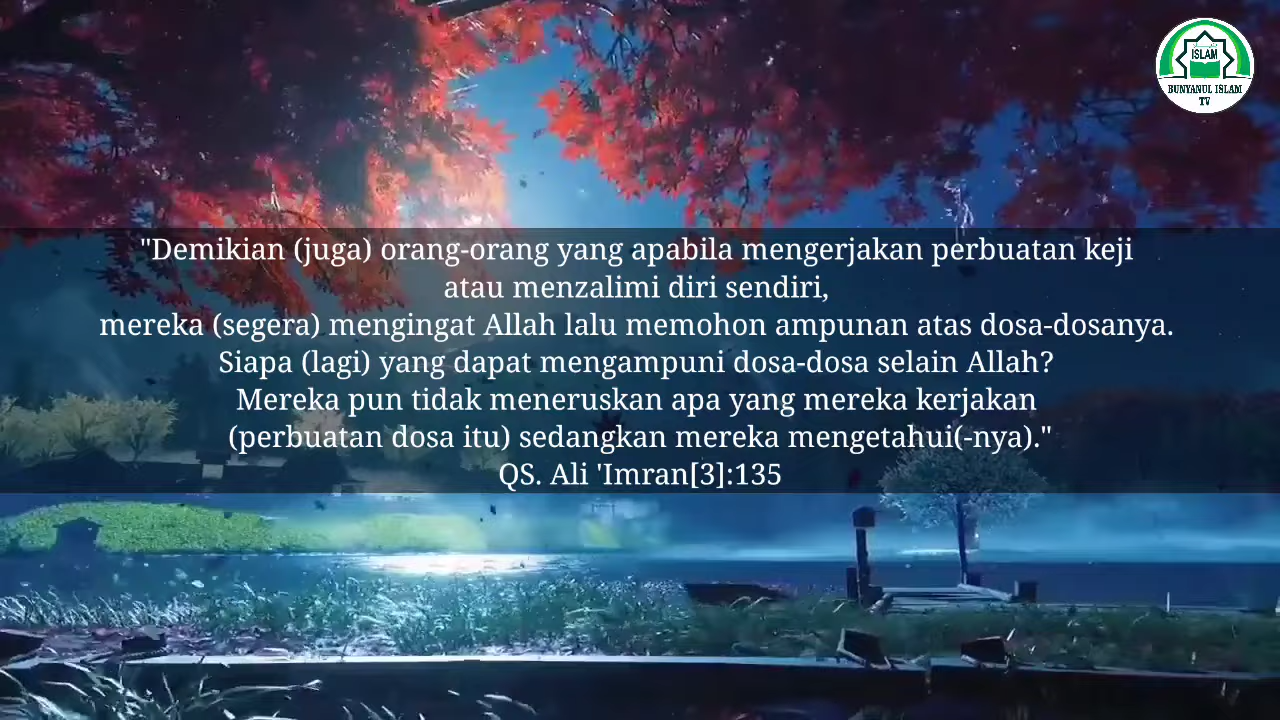 ISLAM
BUNYANUL ISLAM
TV
"Demikian (juga) orang-orang yang apabila mengerjakan perbuatan keji
atau menzalimi diri sendiri,
mereka (segera) mengingat Allah lalu memohon ampunan atas dosa-dosanya.
Siapa (lagi) yang dapat mengampuni dosa-dosa selain Allah?
Mereka pun tidak meneruskan apa yang mereka kerjakan
(perbuatan dosa itu) sedangkan mereka mengetahui(-nya)."
QS. Ali 'Imran[3]:135